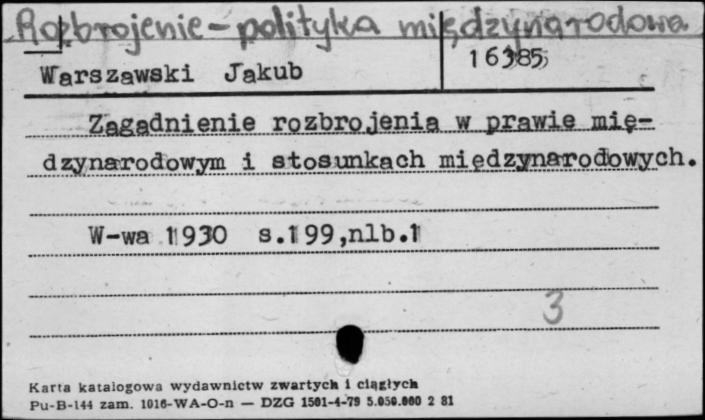 Rozbrojenie - polityka międzynarodowa
Warszawski Jakub
16385
Zagadnienie rozbrojenia w prawie mię-
dzynarodowym i stosunkach międzynarodowych.
W-wa 1930 s.199,nlb.1
3
Karta katalogowa wydawnictw zwartych i ciągłych
Pu-B-144 zam. 1016-WA-O-n — DZG 1501-4-79 5.050.000 2 81